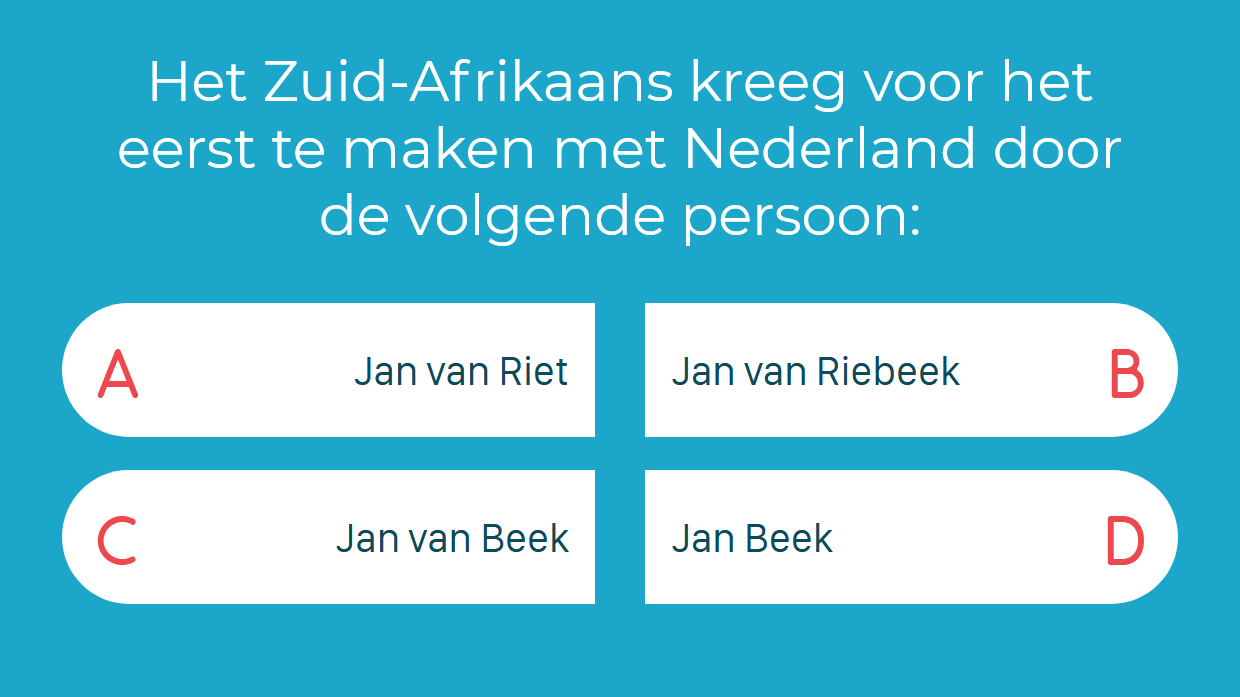 Het Zuid-Afrikaans kreeg voor het
eerst te maken met Nederland door
de volgende persoon:
A Jan van Riet
Jan van Riebeek B
C Jan van Beek
Jan Beek D